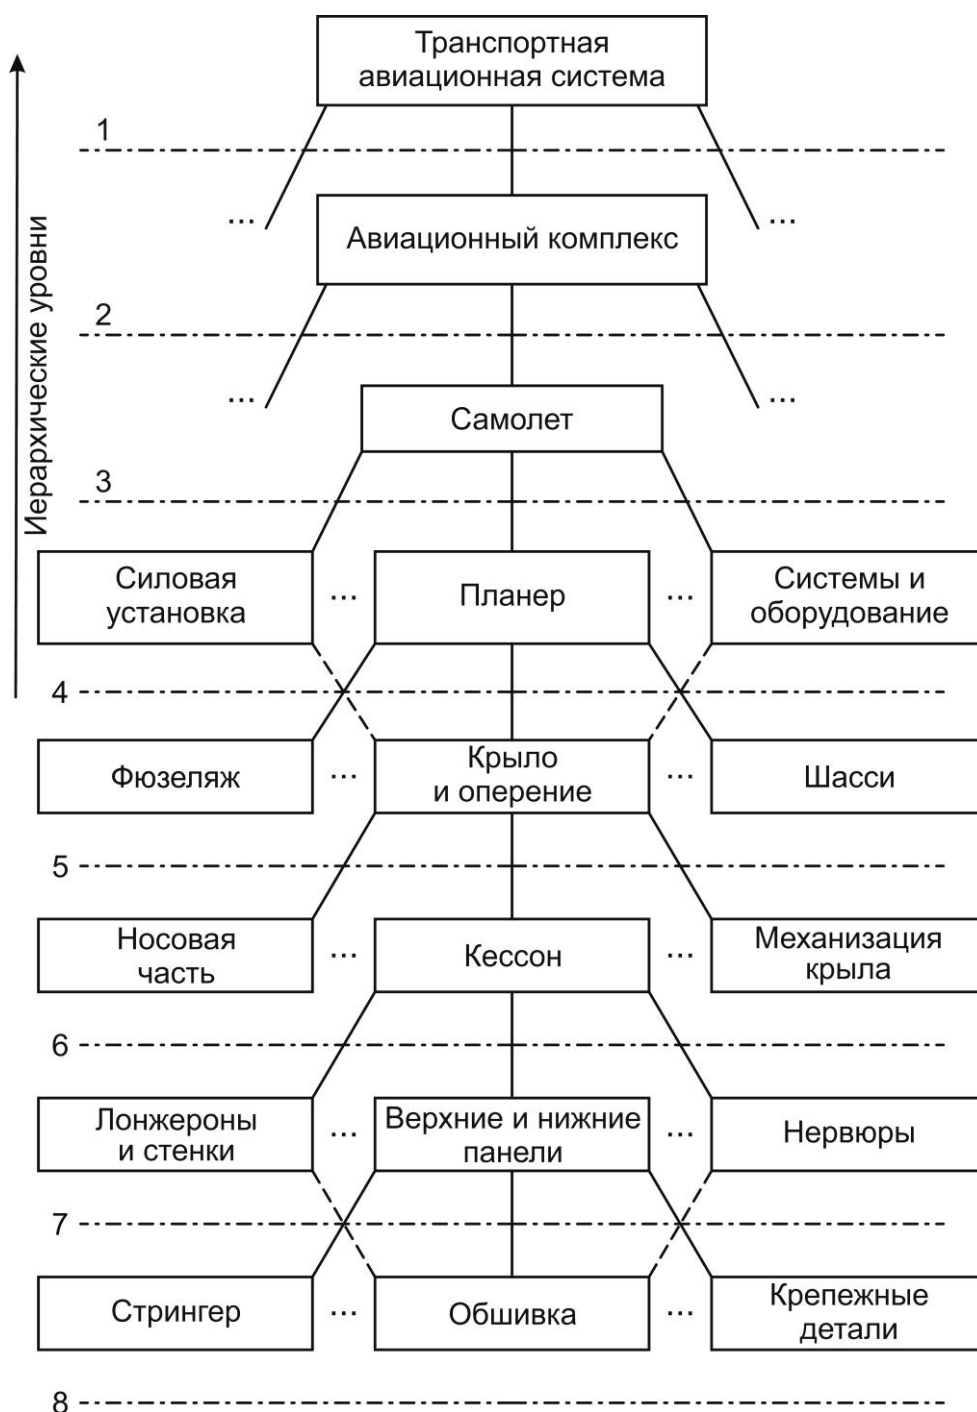 Транспортная
авиационная система
1
...
...
Авиационный комплекс
2
Иерархические уровни
...
...
Самолет
3
Силовая
установка
...
Планер
...
Системы и
оборудование
4
Фюзеляж
...
Крыло
и оперение
...
Шасси
5
Носовая
часть
...
Кессон
...
Механизация
крыла
6
Лонжероны
и стенки
...
Верхние и нижние
панели
...
Нервюры
7
Стрингер
...
Обшивка
...
Крепежные
детали
8